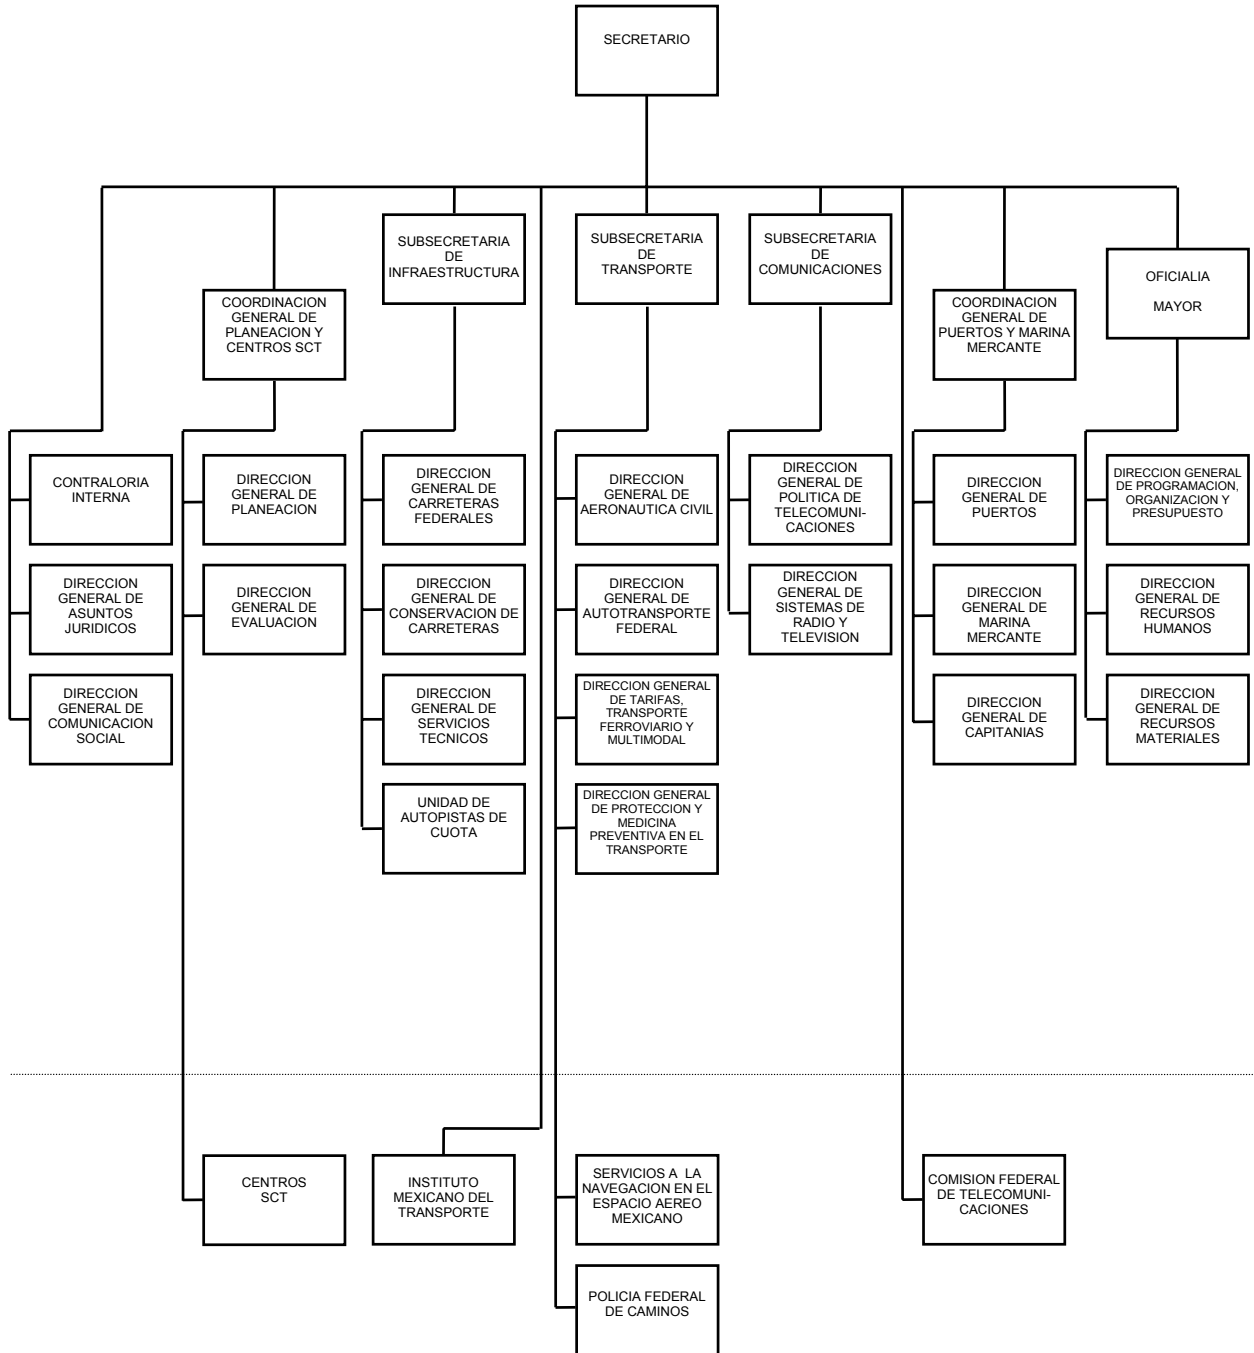 SECRETARIO
SUBSECRETARIA
DE
INFRAESTRUCTURA
SUBSECRETARIA
DE
TRANSPORTE
SUBSECRETARIA
DE
COMUNICACIONES
OFICIALIA
MAYOR
COORDINACION
GENERAL DE
PLANEACION Y
CENTROS SCT
COORDINACION
GENERAL DE
PUERTOS Y MARINA
MERCANTE
CONTRALORIA
INTERNA
DIRECCION
GENERAL DE
PLANEACION
DIRECCION
GENERAL DE
CARRETERAS
FEDERALES
DIRECCION
GENERAL DE
AERONAUTICA CIVIL
DIRECCION
GENERAL DE
POLITICA DE
TELECOMUNI-
CACIONES
DIRECCION
GENERAL DE
PUERTOS
DIRECCION GENERAL
DE PROGRAMACION,
ORGANIZACION Y
PRESUPUESTO
DIRECCION
GENERAL DE
ASUNTOS
JURIDICOS
DIRECCION
GENERAL DE
EVALUACION
DIRECCION
GENERAL DE
CONSERVACION DE
CARRETERAS
DIRECCION
GENERAL DE
AUTOTRANSPORTE
FEDERAL
DIRECCION
GENERAL DE
SISTEMAS DE
RADIO Y
TELEVISION
DIRECCION
GENERAL DE
MARINA
MERCANTE
DIRECCION
GENERAL DE
RECURSOS
HUMANOS
DIRECCION
GENERAL DE
COMUNICACION
SOCIAL
DIRECCION
GENERAL DE
SERVICIOS
TECNICOS
DIRECCION GENERAL
DE TARIFAS,
TRANSPORTE
FERROVIARIO Y
MULTIMODAL
DIRECCION
GENERAL DE
CAPITANIAS
DIRECCION
GENERAL DE
RECURSOS
MATERIALES
UNIDAD DE
AUTOPISTAS DE
CUOTA
DIRECCION GENERAL
DE PROTECCION Y
MEDICINA
PREVENTIVA EN EL
TRANSPORTE
CENTROS
SCT
INSTITUTO
MEXICANO DEL
TRANSPORTE
SERVICIOS A LA
NAVEGACION EN EL
ESPACIO AEREO
MEXICANO
COMISION FEDERAL
DE TELECOMUNI-
CACIONES
POLICIA FEDERAL
DE CAMINOS